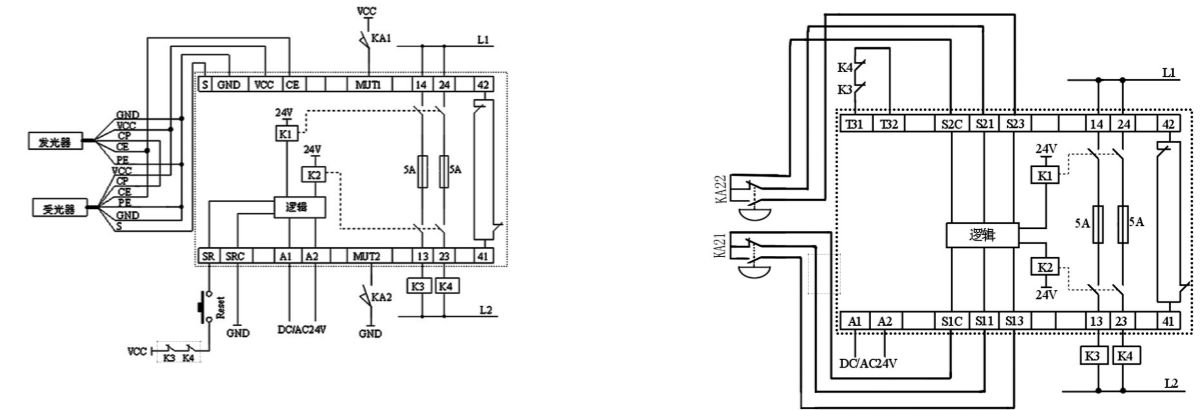 VCC
KA1
L1
S GND VCC CE MUT1 14 24 42
GND
VCC
CP
CE
PE
VCC
CP
CE
PE
GND
S
发光器
受光器
24V
K1
24V
K2
5A 5A
逻辑
SR SRC A1 A2 MUT2 13 23 41
Reset
K3 K4
KA2
L2
GND DC/AC24V GND
VCC K3 K4
L1
K4
K3
T31 T32 S2C S21 S23 14 24 42
24V
K1
KA22
5A 5A
逻辑
KA21
K2
24V
A1 A2 S1C S11 S13 13 23 41
DC/AC24V
K3 K4
L2